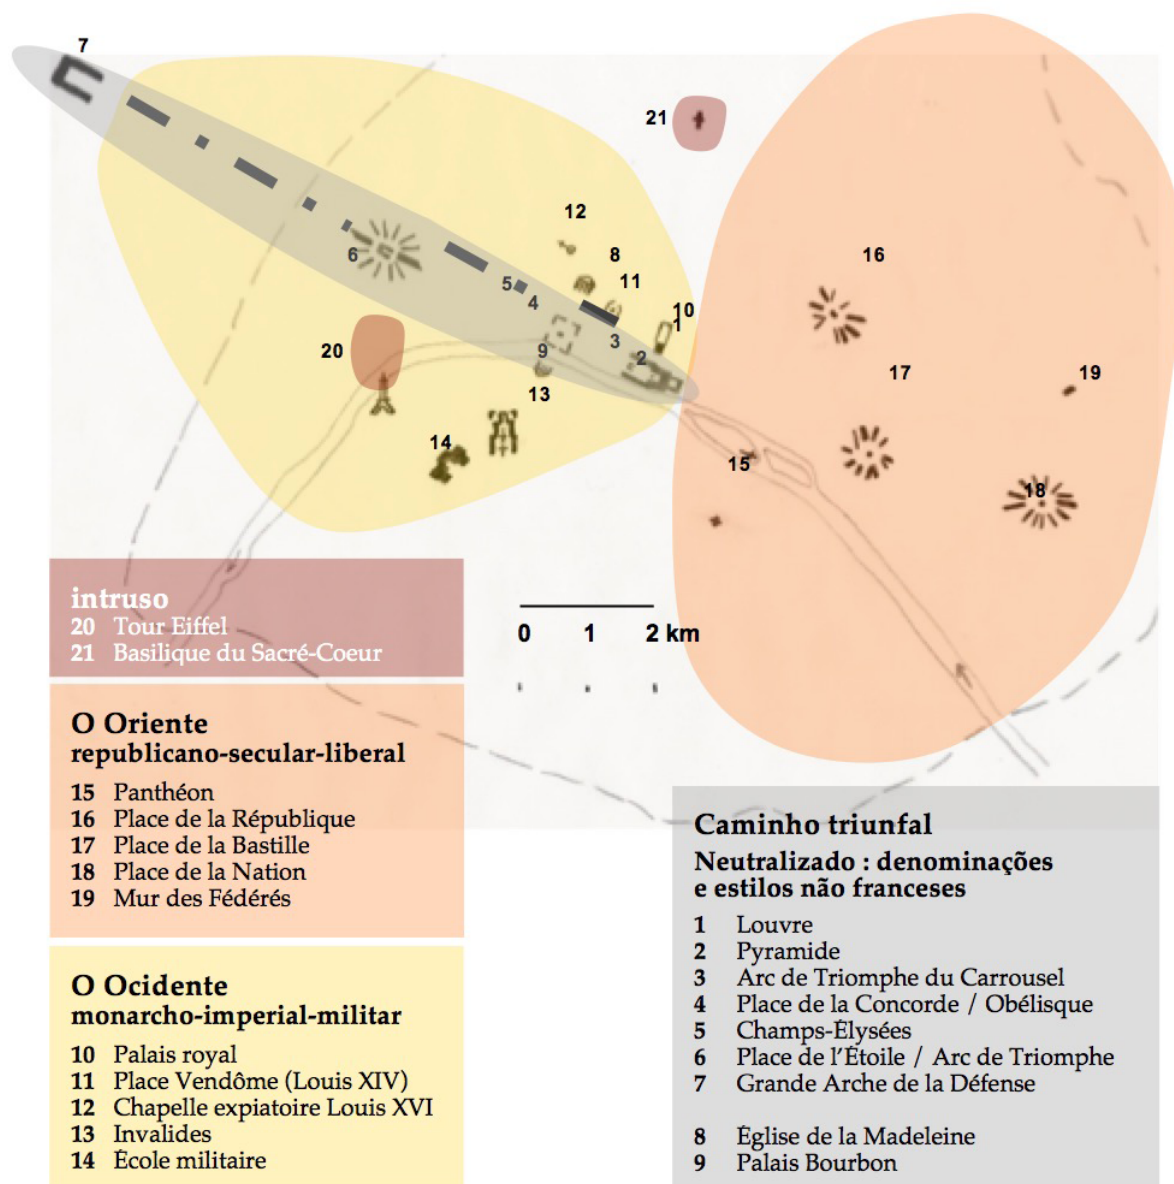 7
21
12
8
16
6
5
11
4
10
1
3
20
9
2
17
19
13
14
15
18
0 1 2 km
intruso
20 Tour Eiffel
21 Basilique du Sacré-Coeur
O Oriente
republicano-secular-liberal
15 Panthéon
16 Place de la République
17 Place de la Bastille
18 Place de la Nation
19 Mur des Fédérés
O Ocidente
monarcho-imperial-militar
10 Palais royal
11 Place Vendôme (Louis XIV)
12 Chapelle expiatoire Louis XVI
13 Invalides
14 École militaire
Caminho triunfal
Neutralizado : denominações
e estilos não franceses
1 Louvre
2 Pyramide
3 Arc de Triomphe du Carrousel
4 Place de la Concorde / Obélisque
5 Champs-Élysées
6 Place de l'Étoile / Arc de Triomphe
7 Grande Arche de la Défense
8 Église de la Madeleine
9 Palais Bourbon